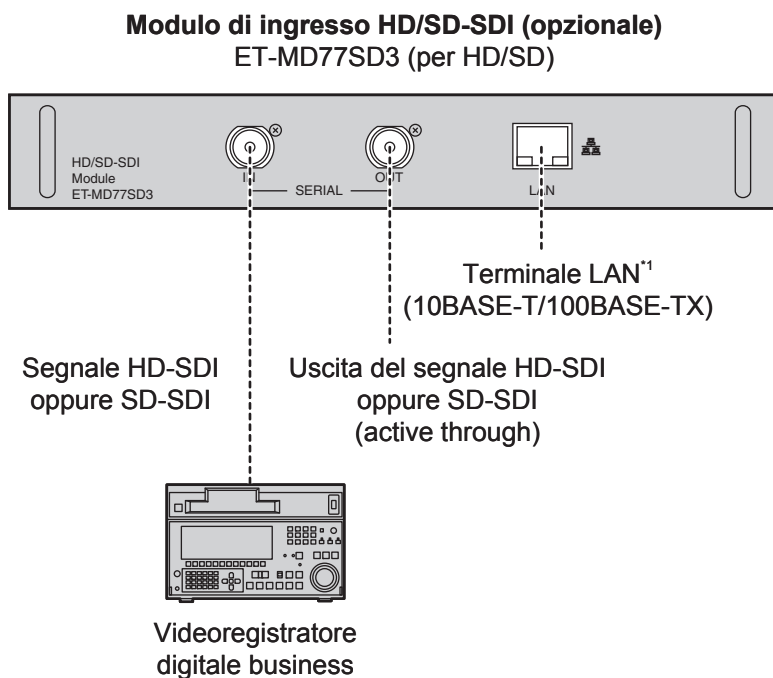 Modulo di ingresso HD/SD-SDI (opzionale)
ET-MD77SD3 (per HD/SD)
HD/SD-SDI
Module
ET-MD77SD3
IN
SERIAL
OUT
LAN
Terminale LAN*1
(10BASE-T/100BASE-TX)
Segnale HD-SDI
oppure SD-SDI
Uscita del segnale HD-SDI
oppure SD-SDI
(active through)
Videoregistratore
digitale business